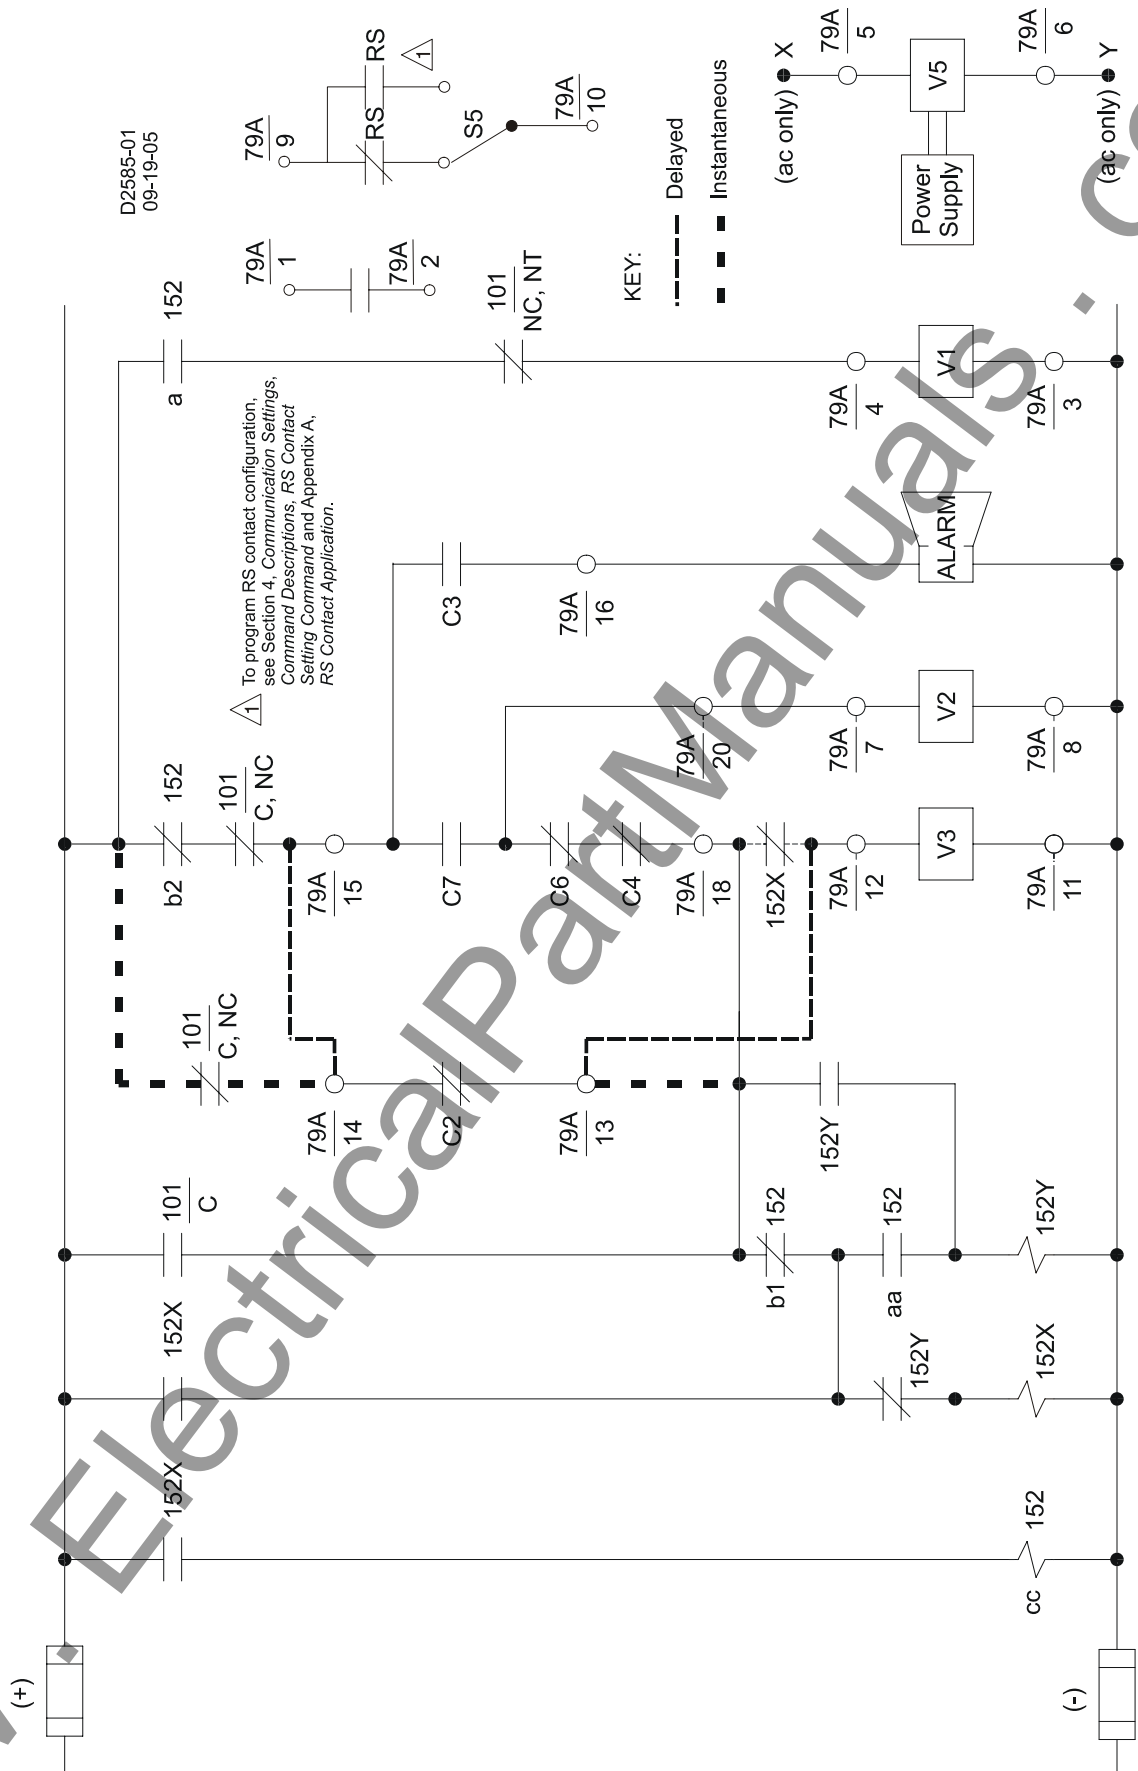 D2585-01
09-19-05
(+)
152X
152X
101
C
101
C, NC
b2
152
101
C, NC
a
152
1
To program RS contact configuration,
see Section 4, Communication Settings,
Command Descriptions, RS Contact
Setting Command and Appendix A,
RS Contact Application.
79A
1
79A
2
79A
9
RS
RS
1
S5
79A
10
79A
14
C2
79A
13
79A
15
C7
C6
C4
79A
18
152X
C3
79A
16
79A
20
101
NC, NT
KEY:
Delayed
Instantaneous
b1
152
152Y
aa
152
152Y
152Y
152X
cc
152
79A
12
V3
79A
11
79A
7
V2
79A
8
ALARM
79A
4
V1
79A
3
(ac only) X
79A
5
Power
Supply
V5
79A
6
(ac only) Y
(-)
. ElectricalPartManuals . c